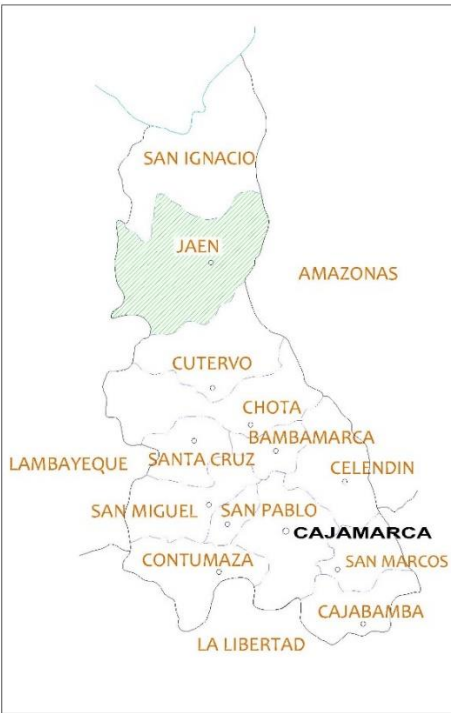 SAN IGNACIO
JAEN
AMAZONAS
CUTERVO
CHOTA
BAMBAMARCA
LAMBAYEQUE
SANTA CRUZ
CELENDIN
SAN MIGUEL
SAN PABLO
CAJAMARCA
CONTUMAZA
SAN MARCOS
CAJABAMBA
LA LIBERTAD